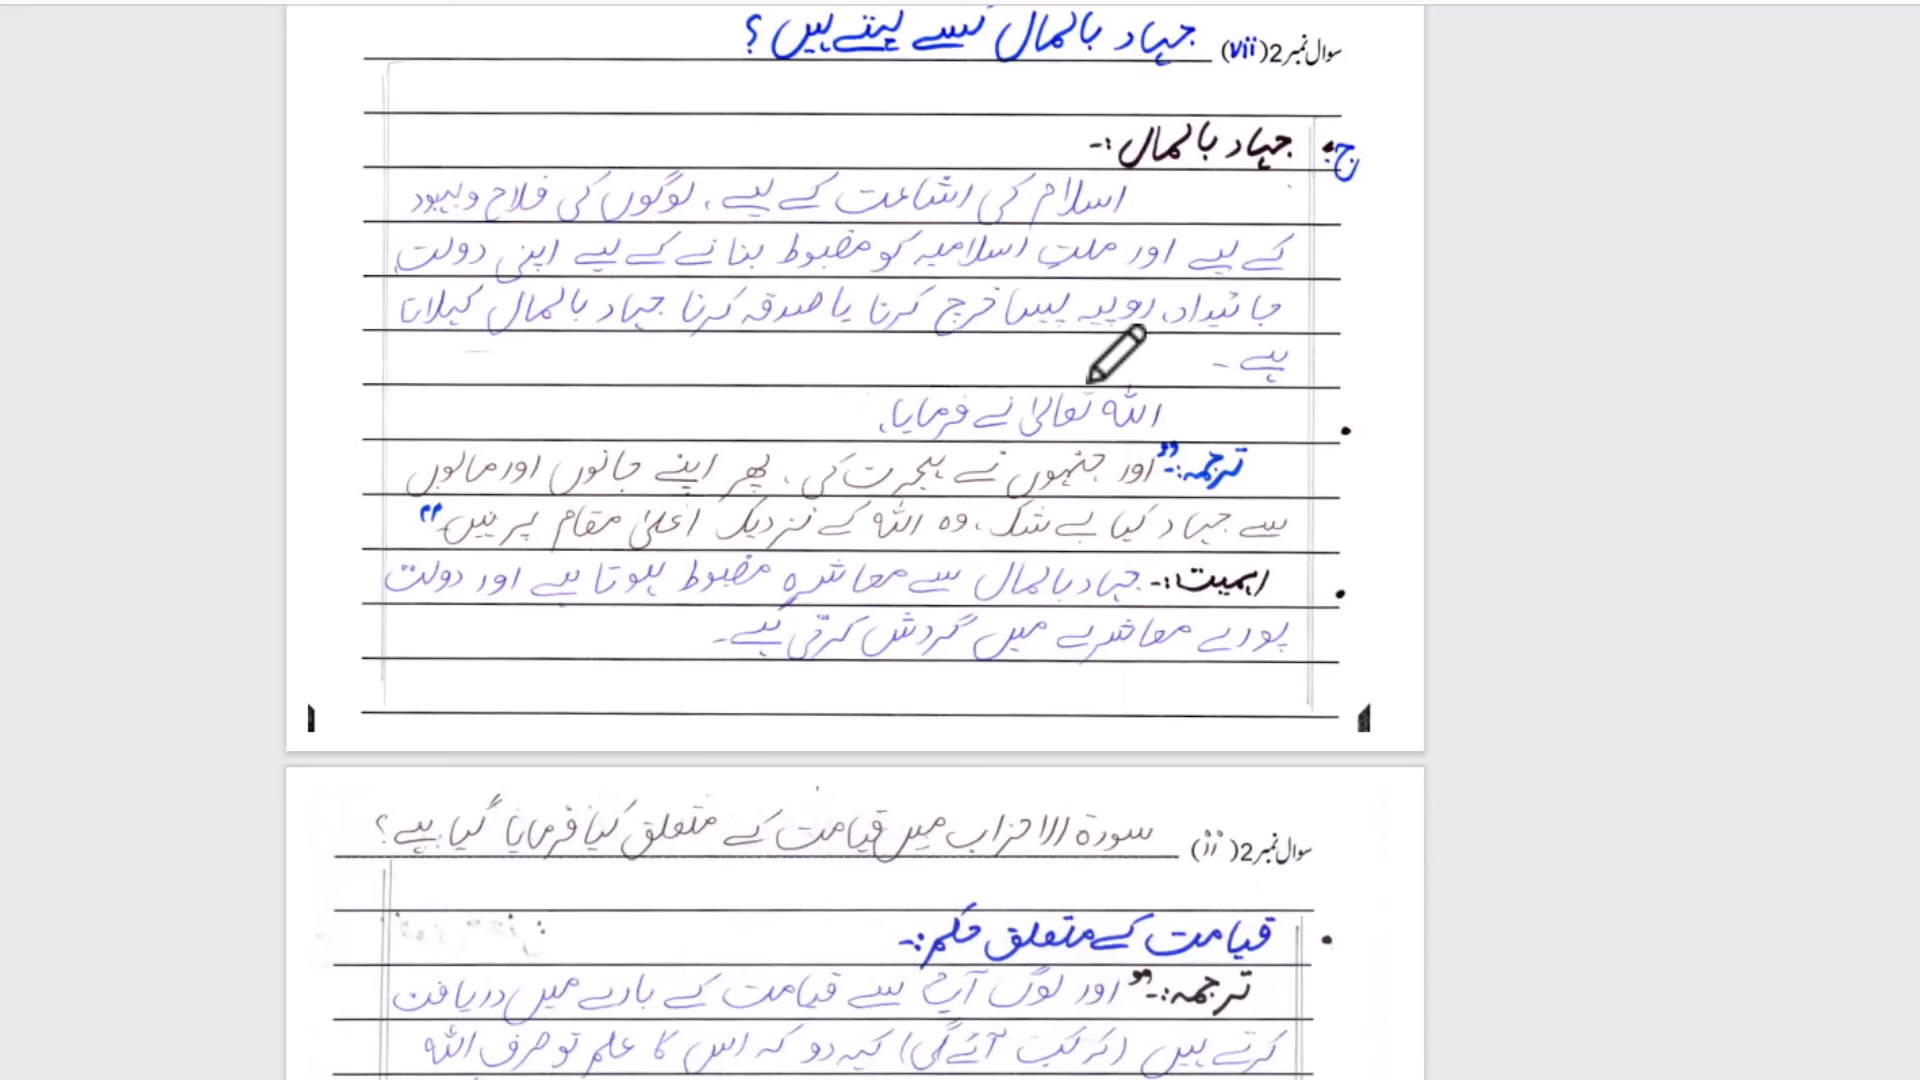 سوال نمبر 2(vii) جہاد بالمال کسے کہتے ہیں؟
ج: جہاد بالمال :-
اسلام کی اشاعت کے لیے، لوگوں کی فلاح و بہبود
کے لیے اور ملتِ اسلامیہ کو مضبوط بنانے کے لیے اپنی دولت
جائیداد، روپیہ پیسا خرچ کرنا یا صدقہ کرنا جہاد بالمال کہلاتا
ہے -
اللہ تعالیٰ نے فرمایا،
ترجمہ:-"اور جنہوں نے ہجرت کی، پھر اپنے جانوں اور مالوں
سے جہاد کیا بے شک، وہ اللہ کے نزدیک اعلیٰ مقام پر ہیں۔"
اہمیت:- جہاد بالمال سے معاشرہ مضبوط ہوتا ہے اور دولت
پورے معاشرے میں گردش کرتی ہے۔
سوال نمبر 2(ii) سورۃ الاحزاب میں قیامت کے متعلق کیا فرمایا گیا ہے؟
قیامت کے متعلق حکم:-
ترجمہ:-"اور لوگ آپؐ سے قیامت کے بارے میں دریافت
کرتے ہیں (کہ کب آئے گی) کہہ دو کہ اس کا علم تو صرف اللہ